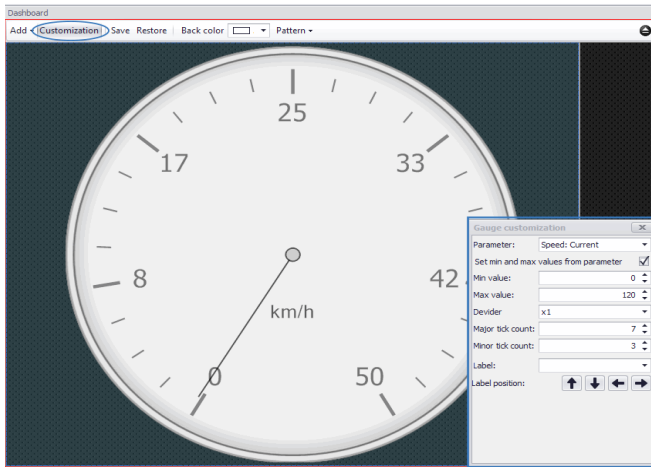 Dashboard
Add Customization Save Restore Back color Pattern
25
17 33
8 42
km/h
0 50
Gauge customization
Parameter: Speed: Current
Set min and max values from parameter
Min value: 0
Max value: 120
Devider x1
Major tick count: 7
Minor tick count: 3
Label:
Label position: